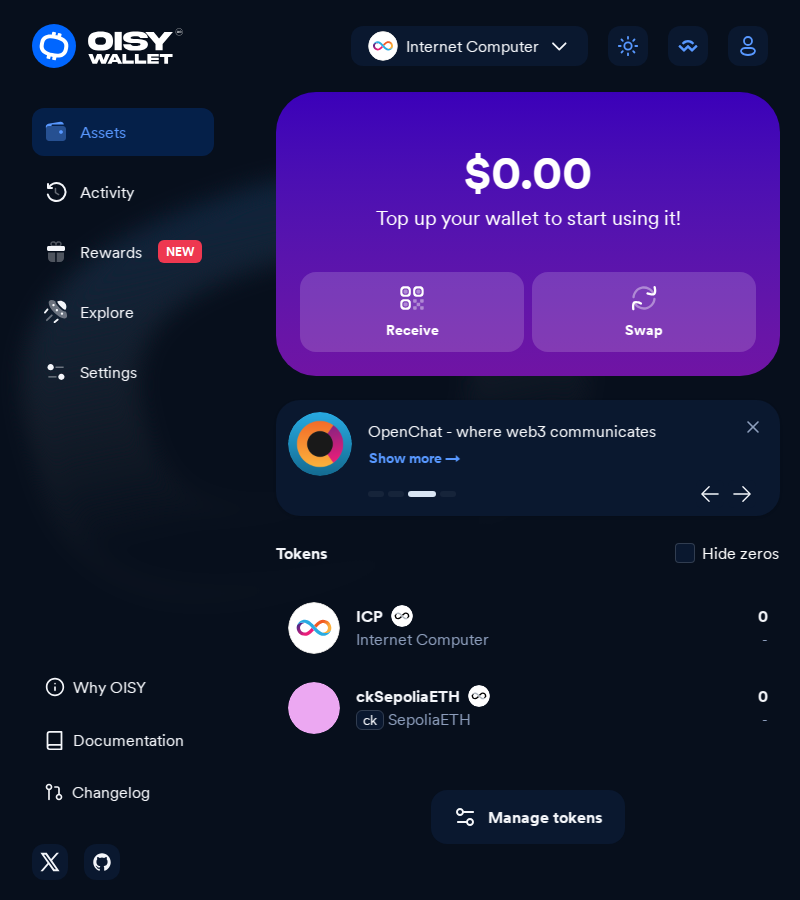 OISY
WALLET
Internet Computer
Assets
Activity
Rewards NEW
Explore
Settings
$0.00
Top up your wallet to start using it!
Receive
Swap
OpenChat - where web3 communicates
Show more →
Tokens
Hide zeros
ICP
0
Internet Computer
-
ckSepoliaETH
0
ck SepoliaETH
-
Manage tokens
Why OISY
Documentation
Changelog